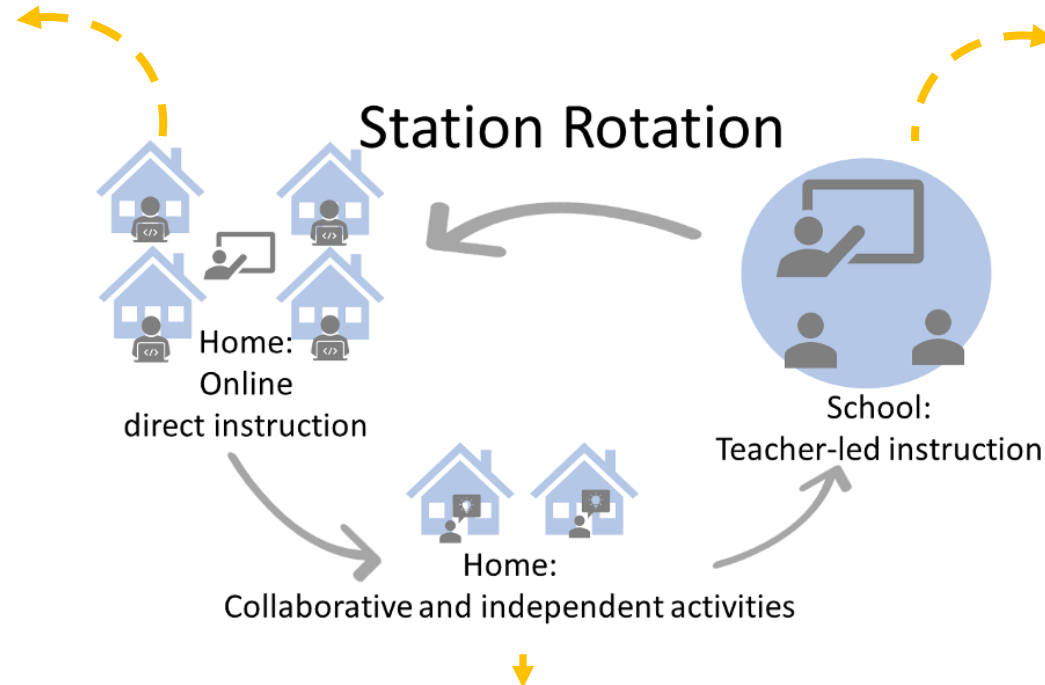 Station Rotation
Home:
Online
direct instruction
School:
Teacher-led instruction
Home:
Collaborative and independent activities